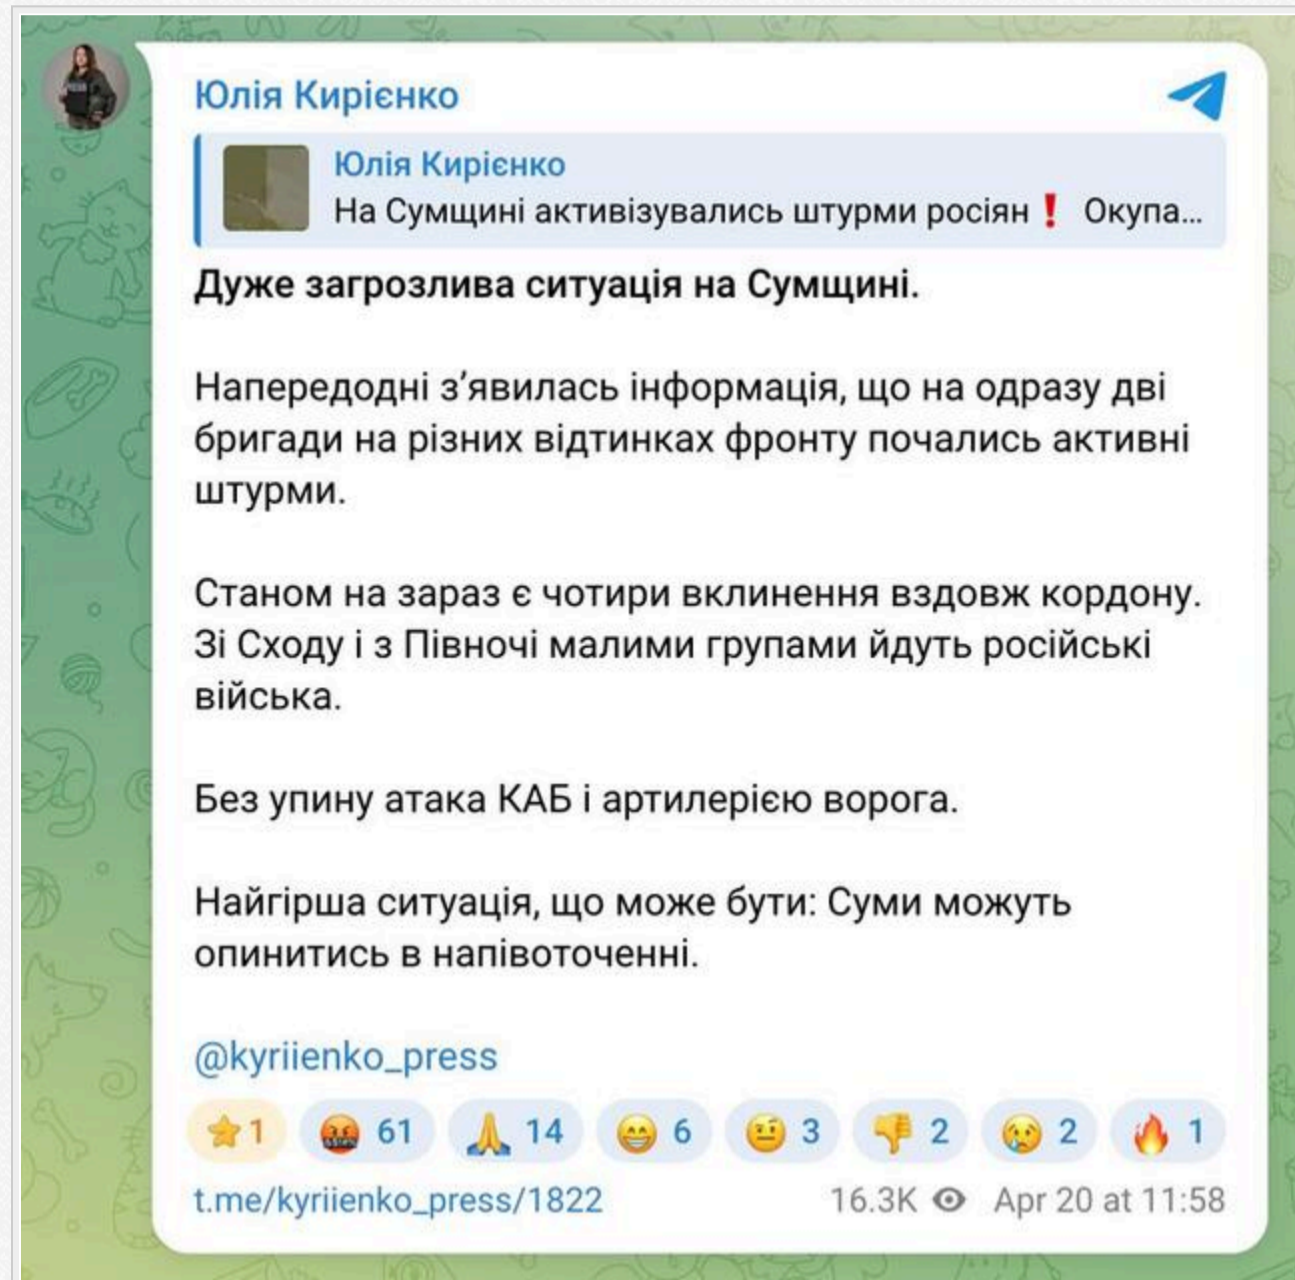 Юлія Кирієнко
Юлія Кирієнко
На Сумщині активізувались штурми росіян❗ Окупа...
Дуже загрозлива ситуація на Сумщині.
Напередодні з’явилась інформація, що на одразу дві
бригади на різних відтинках фронту почались активні
штурми.
Станом на зараз є чотири вклинення вздовж кордону.
Зі Сходу і з Півночі малими групами йдуть російські
війська.
Без упину атака КАБ і артилерією ворога.
Найгірша ситуація, що може бути: Суми можуть
опинитись в напівоточенні.
@kyriienko_press
⭐1 🤬 61 🙏 14 😁 6 🤨 3 👎 2 😢 2 🔥 1
t.me/kyriienko_press/1822 16.3K Apr 20 at 11:58